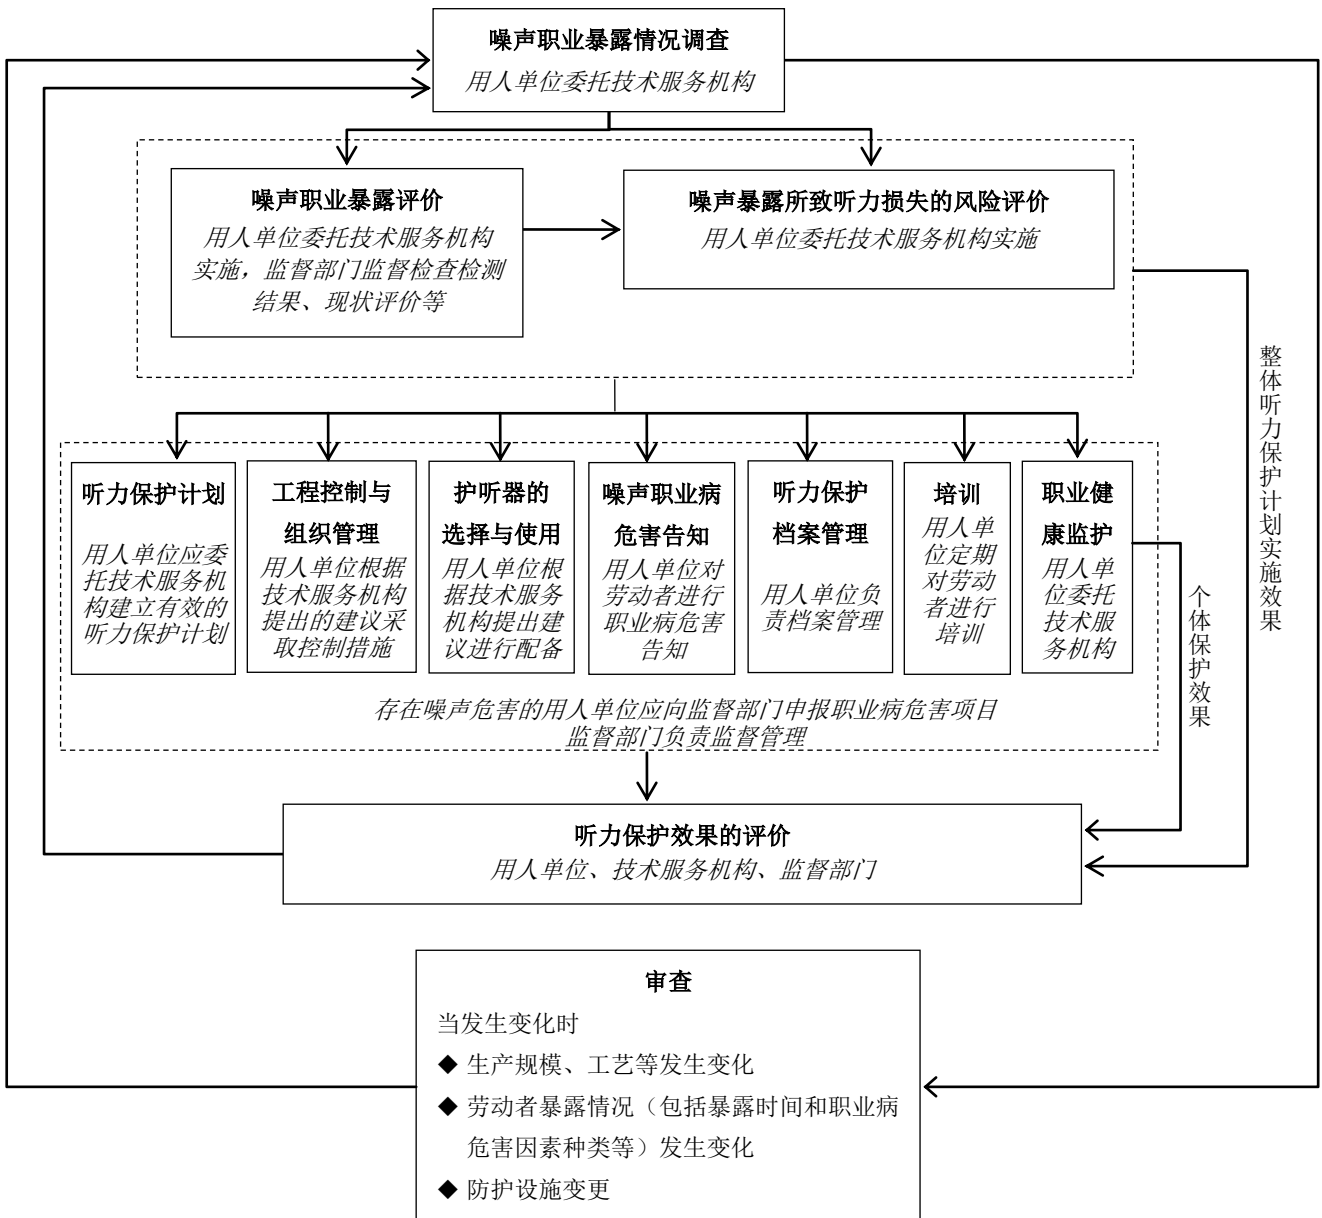 噪声职业暴露情况调查
用人单位委托技术服务机构
噪声职业暴露评价
用人单位委托技术服务机构
实施，监督部门监督检查检测
结果、现状评价等
噪声暴露所致听力损失的风险评价
用人单位委托技术服务机构实施
听力保护计划
用人单位应委
托技术服务机
构建立有效的
听力保护计划
工程控制与
组织管理
用人单位根据
技术服务机构
提出的建议采
取控制措施
护听器的
选择与使用
用人单位根
据技术服务
机构提出建
议进行配备
噪声职业病
危害告知
用人单位对
劳动者进行
职业病危害
告知
听力保护
档案管理
用人单位负
责档案管理
培训
用人单
位定期
对劳动
者进行
培训
职业健
康监护
用人单
位委托
技术服
务机构
存在噪声危害的用人单位应向监督部门申报职业病危害项目
监督部门负责监督管理
个体保护效果
整体听力保护计划实施效果
听力保护效果的评价
用人单位、技术服务机构、监督部门
审查
当发生变化时
◆ 生产规模、工艺等发生变化
◆ 劳动者暴露情况（包括暴露时间和职业病
危害因素种类等）发生变化
◆ 防护设施变更